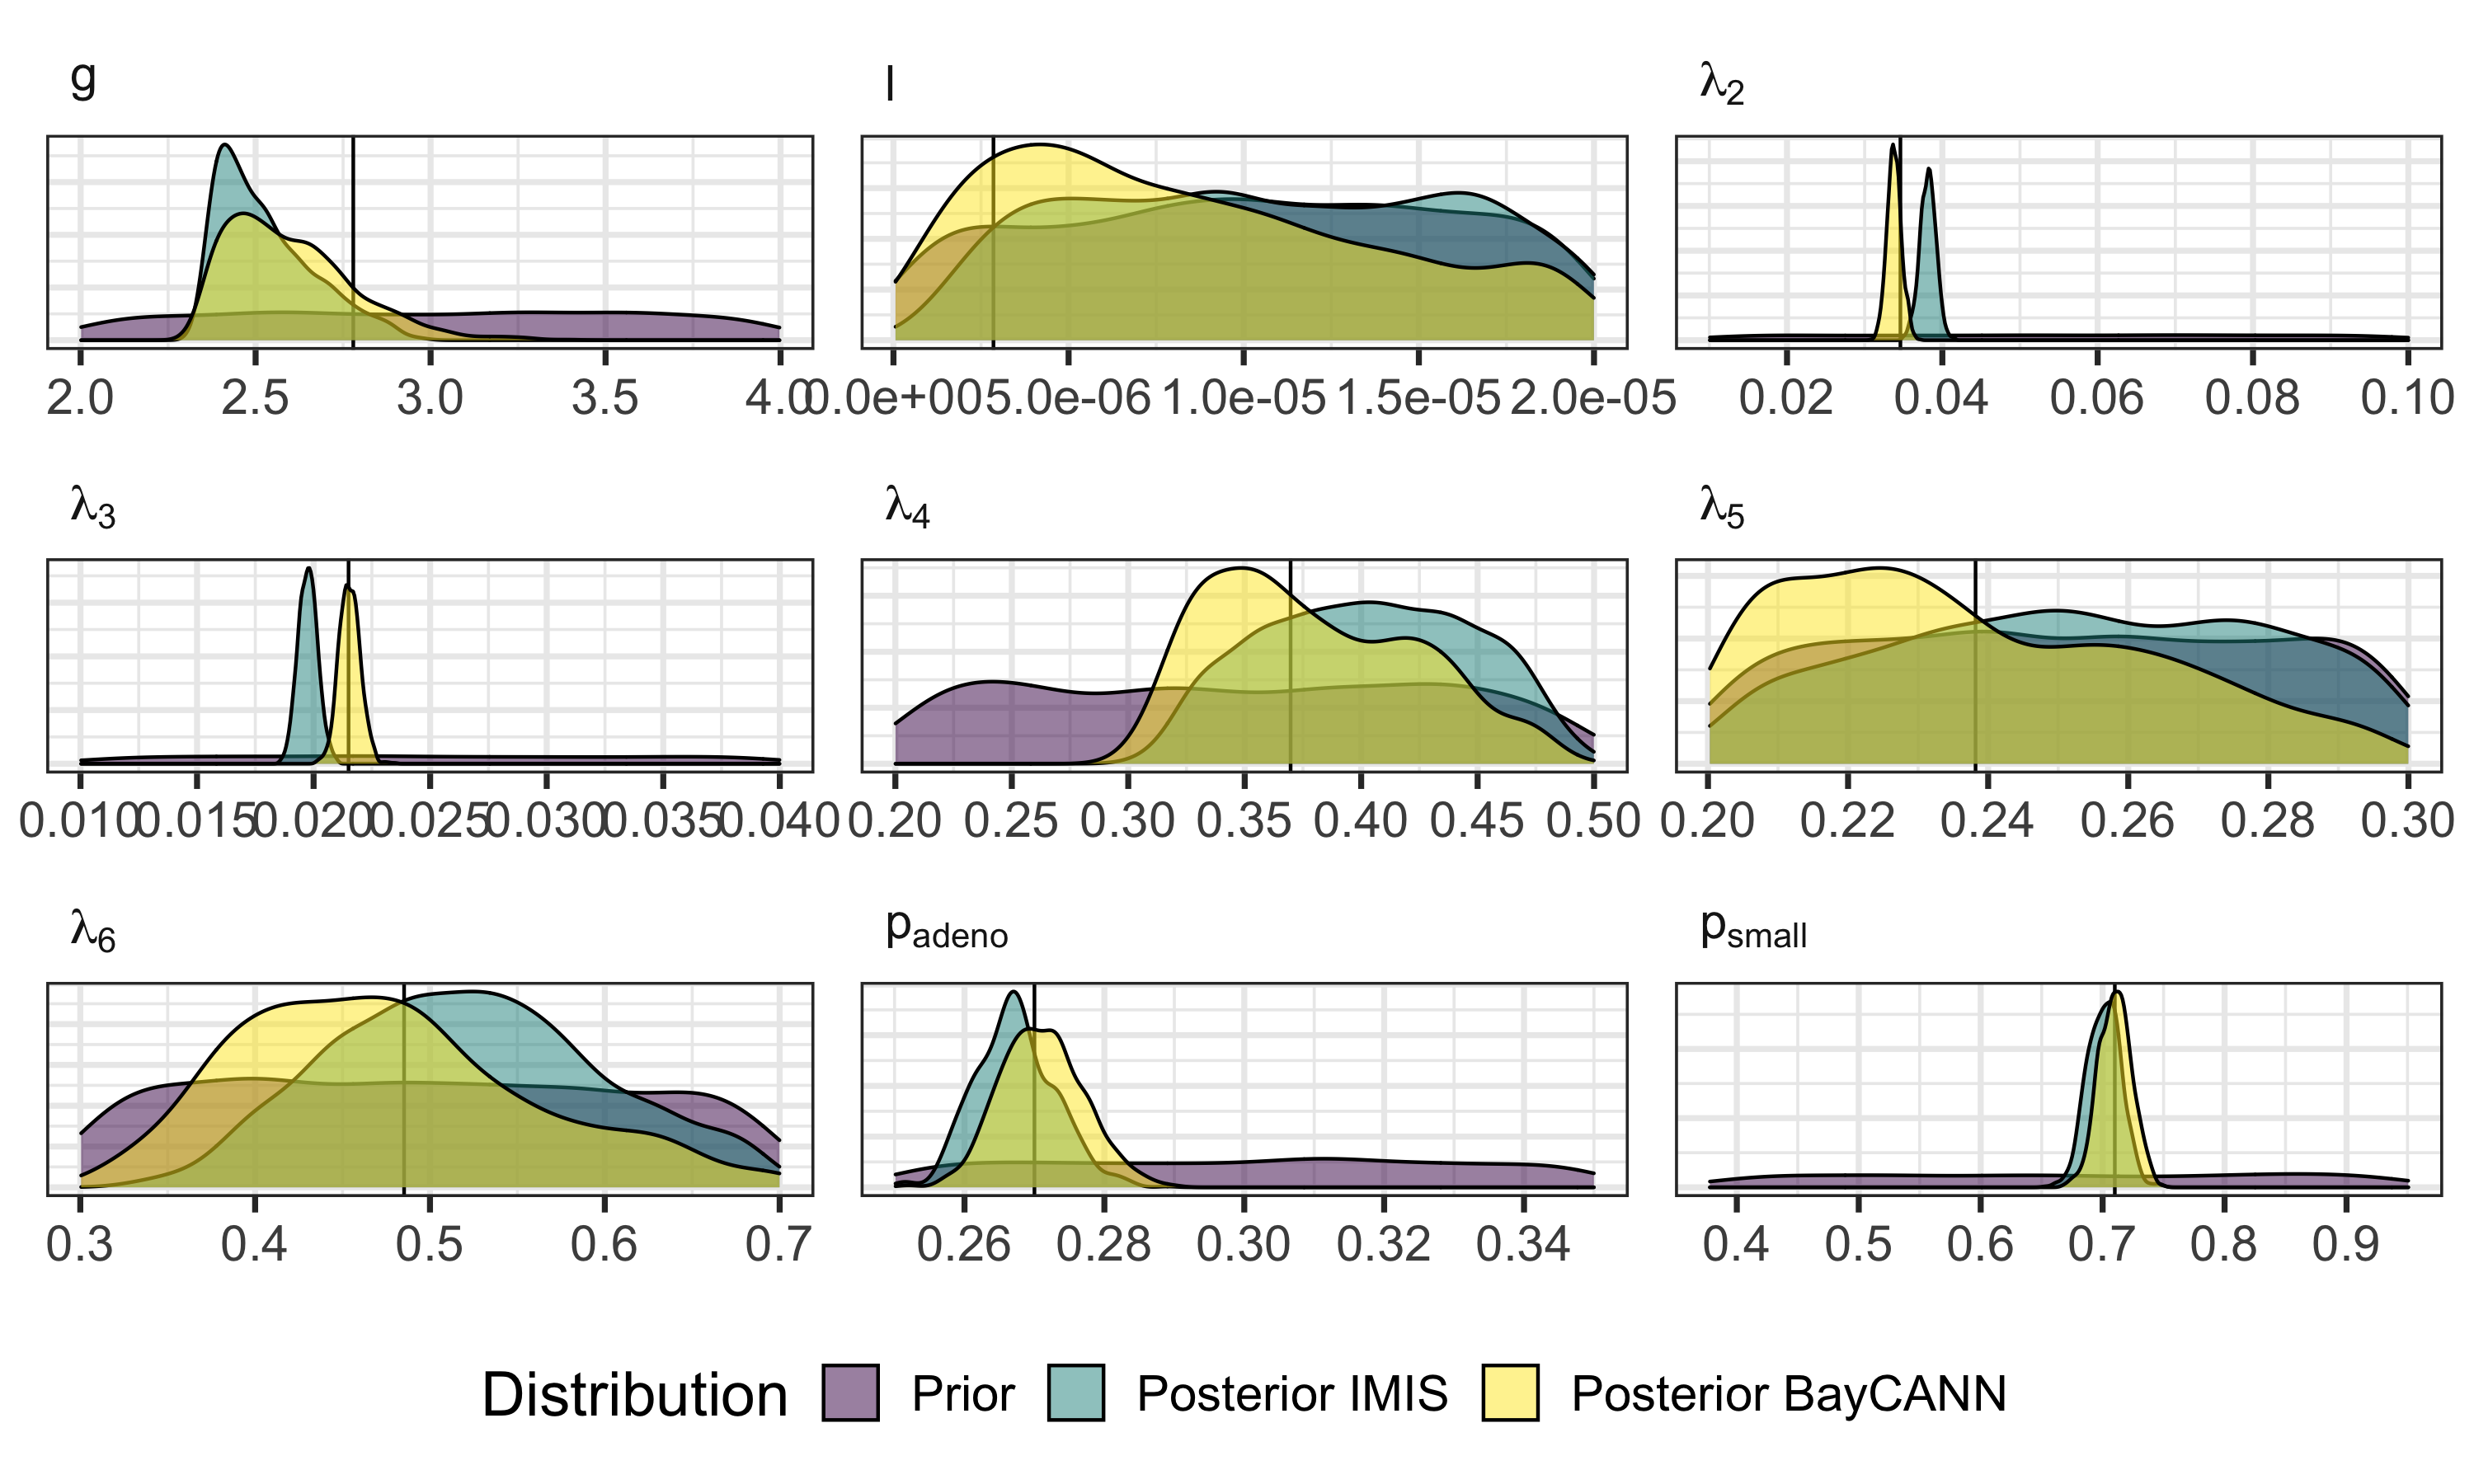 g l λ2
2.0 2.5 3.0 3.5 4.0 0.0e+00 5.0e-06 1.0e-05 1.5e-05 2.0e-05 0.02 0.04 0.06 0.08 0.10
λ3 λ4 λ5
0.010 0.015 0.020 0.025 0.030 0.035 0.040 0.20 0.25 0.30 0.35 0.40 0.45 0.50 0.20 0.22 0.24 0.26 0.28 0.30
λ6 padeno psmall
0.3 0.4 0.5 0.6 0.7 0.26 0.28 0.30 0.32 0.34 0.4 0.5 0.6 0.7 0.8 0.9
Distribution Prior Posterior IMIS Posterior BayCANN